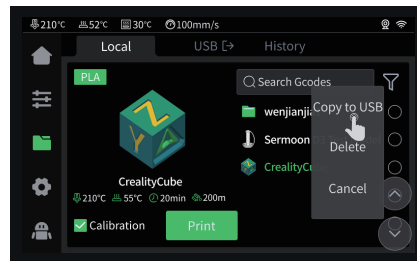 210°C 52°C 30°C 100mm/s
Local USB History
PLA
Search Gcodes
wenjianji
Copy to USB
Sermoon
Delete
CrealityCu
Cancel
CrealityCube
210°C 55°C 20min 200m
Calibration
Print